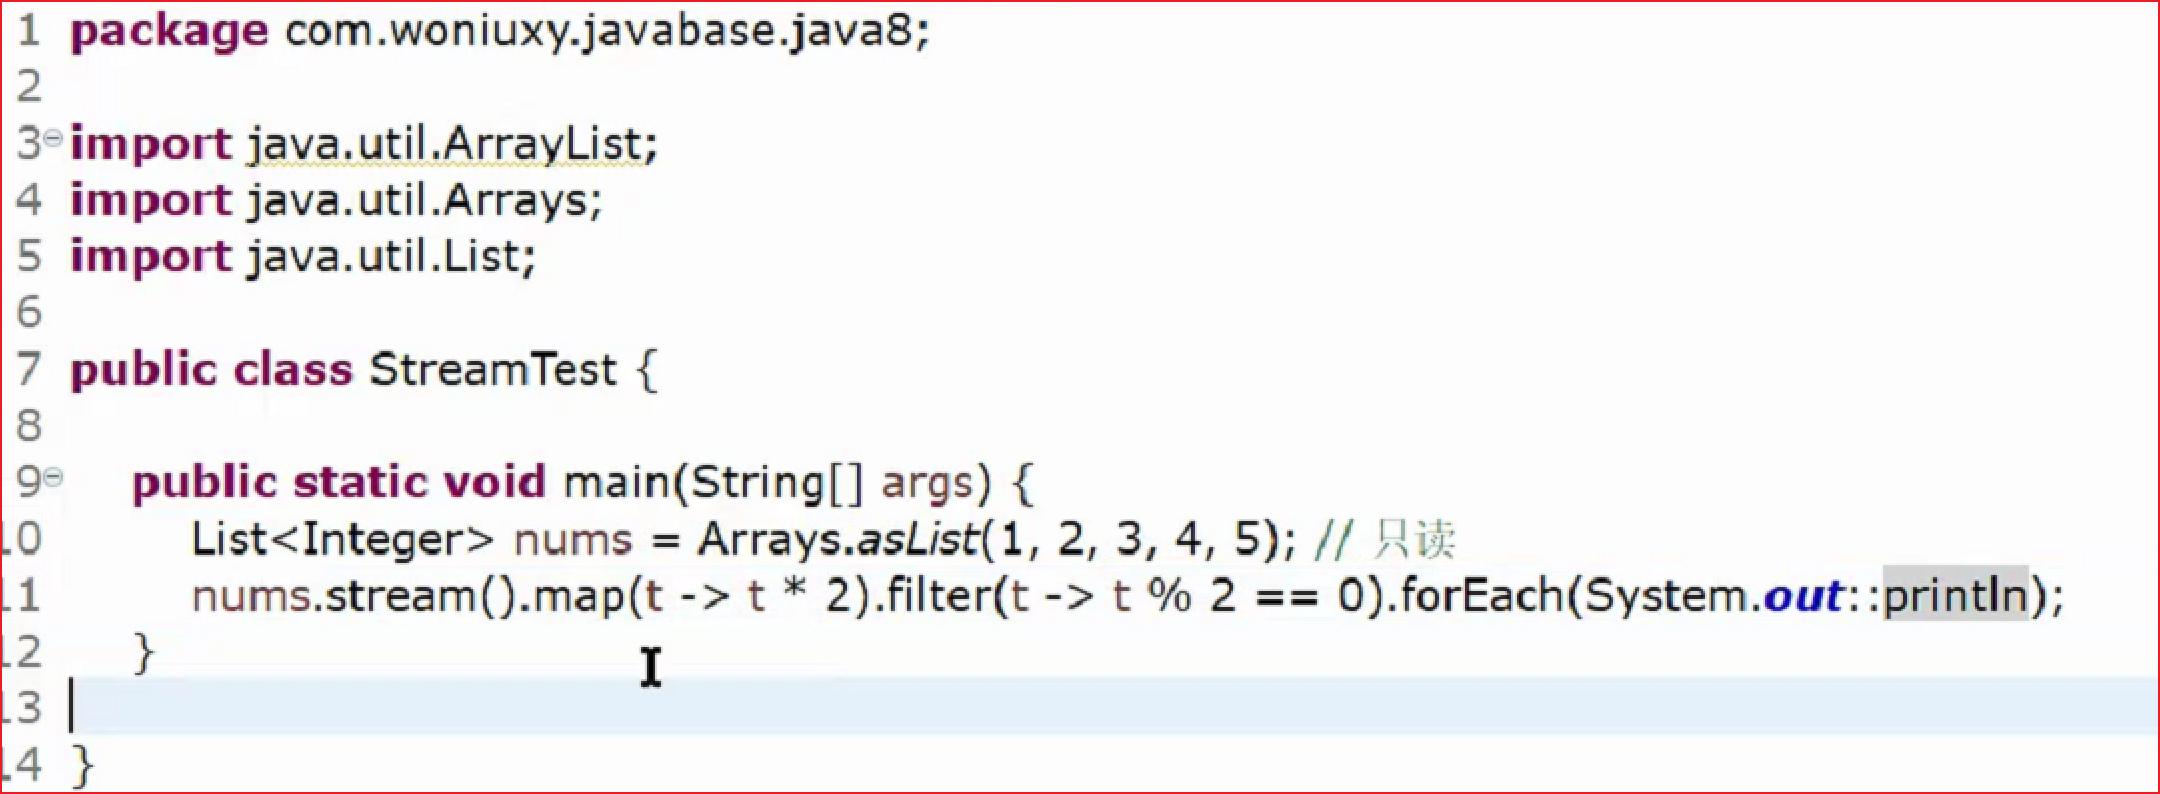 1 package com.woniuxy.javabase.java8;
2
3 import java.util.ArrayList;
4 import java.util.Arrays;
5 import java.util.List;
6
7 public class StreamTest {
8
9 public static void main(String[] args) {
10 List<Integer> nums = Arrays.asList(1, 2, 3, 4, 5); // 只读
11 nums.stream().map(t -> t * 2).filter(t -> t % 2 == 0).forEach(System.out::println);
12 }
13
14 }